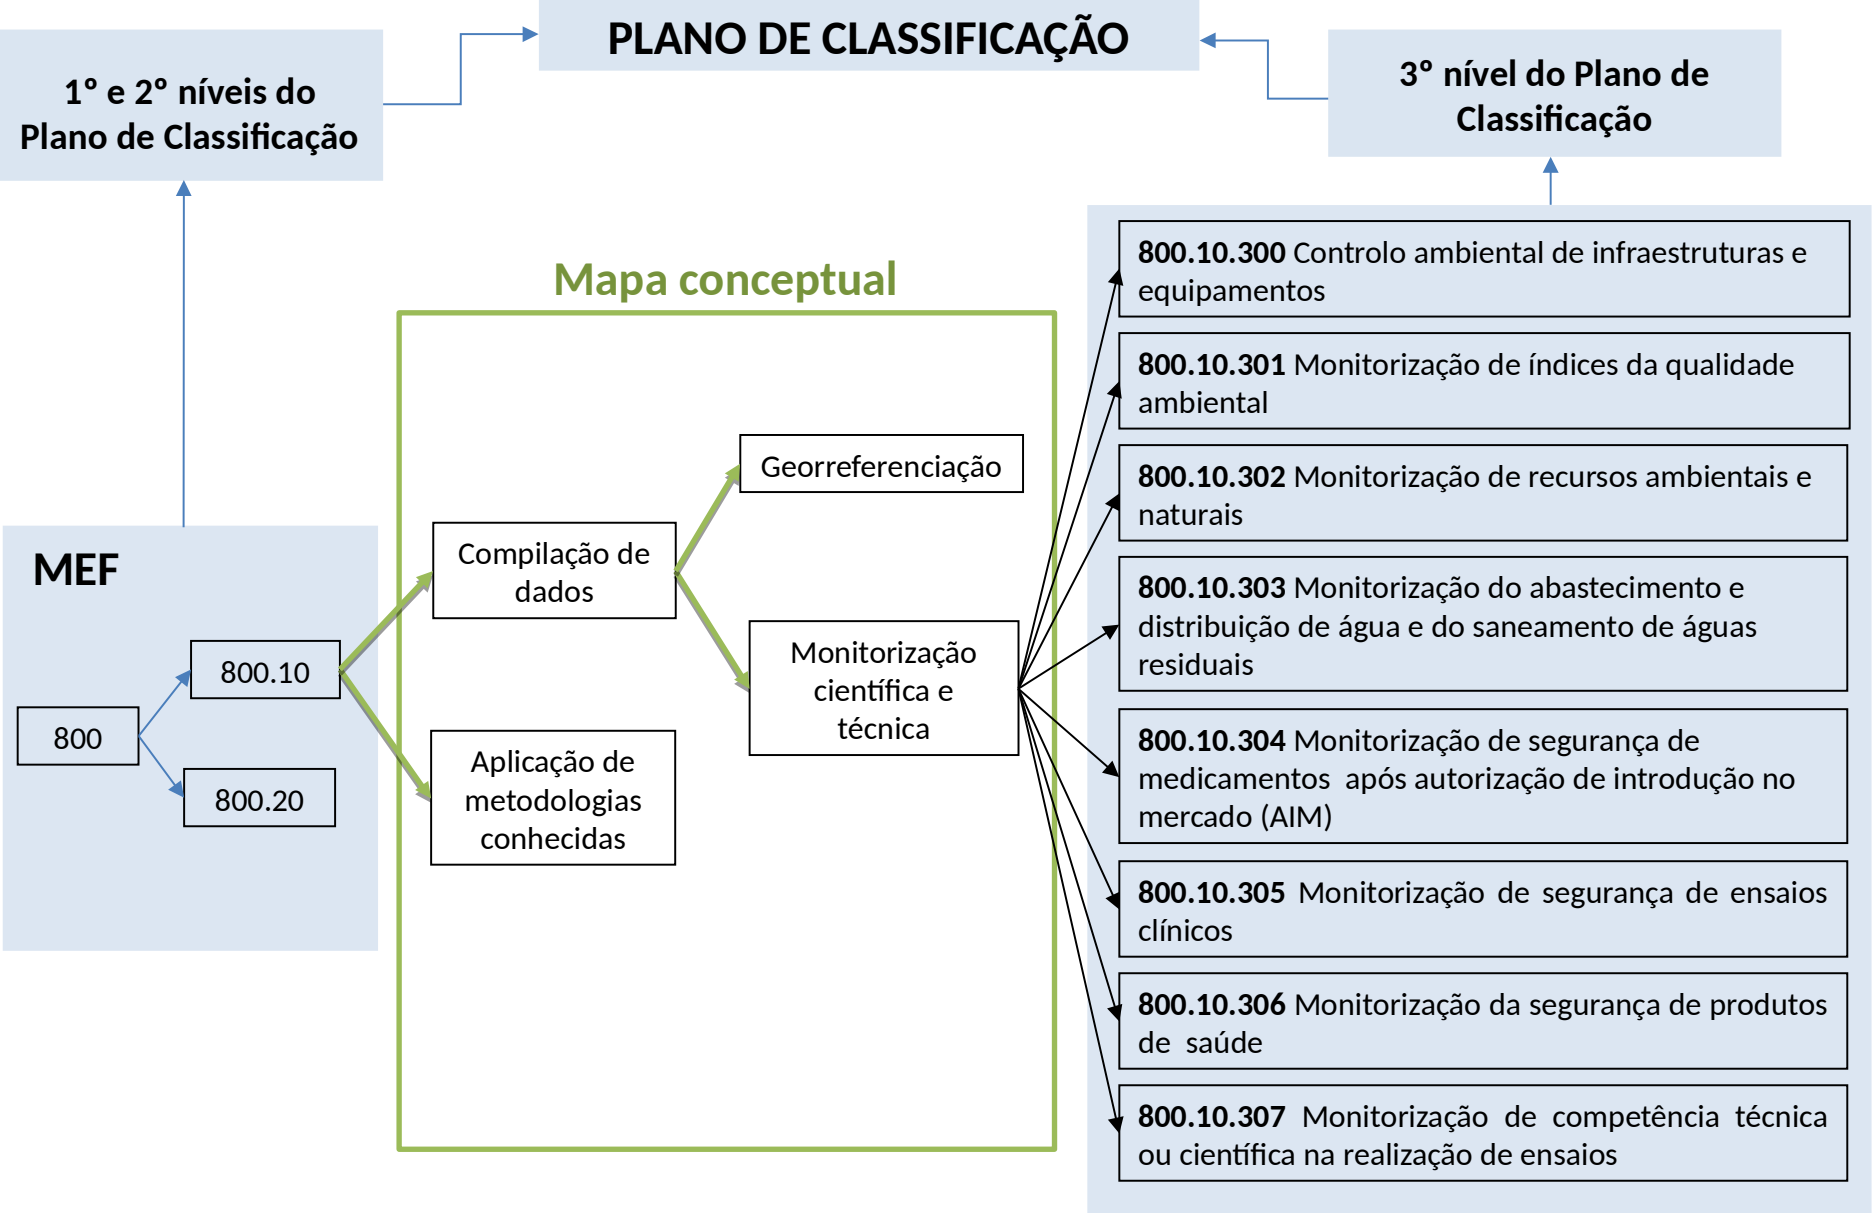 PLANO DE CLASSIFICAÇÃO
1º e 2º níveis do
Plano de Classificação
3º nível do Plano de
Classificação
Mapa conceptual
MEF
800
800.10
800.20
Compilação de
dados
Aplicação de
metodologias
conhecidas
Georreferenciação
Monitorização
científica e
técnica
800.10.300 Controlo ambiental de infraestruturas e
equipamentos
800.10.301 Monitorização de índices da qualidade
ambiental
800.10.302 Monitorização de recursos ambientais e
naturais
800.10.303 Monitorização do abastecimento e
distribuição de água e do saneamento de águas
residuais
800.10.304 Monitorização de segurança de
medicamentos  após autorização de introdução no
mercado (AIM)
800.10.305 Monitorização de segurança de ensaios
clínicos
800.10.306 Monitorização da segurança de produtos
de  saúde
800.10.307 Monitorização de competência técnica
ou científica na realização de ensaios